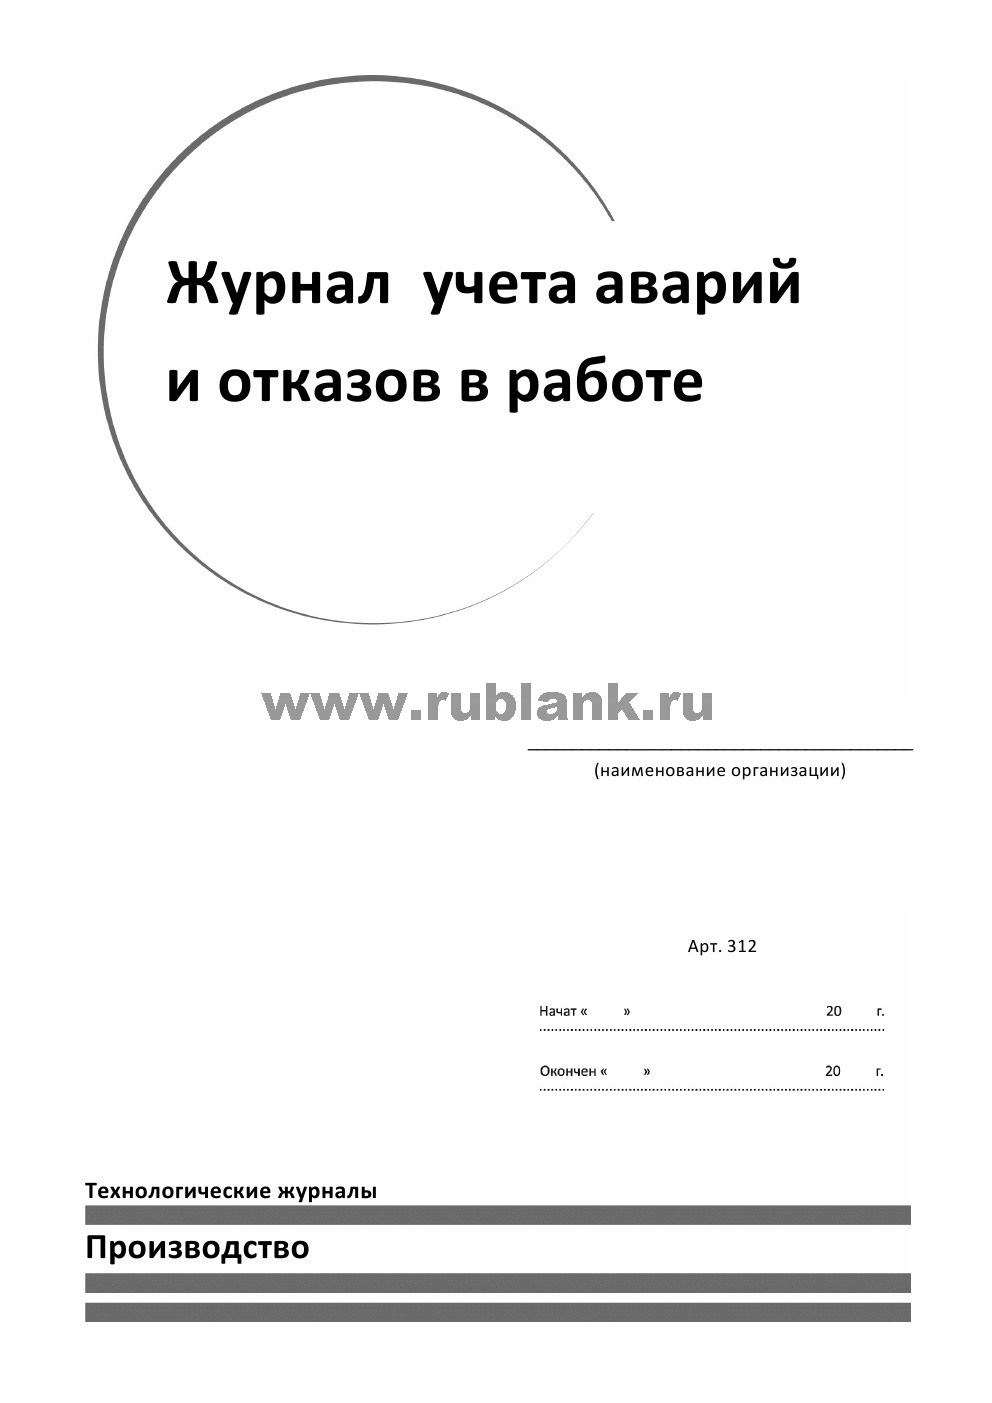 Журнал учета аварий
и отказов в работе
www.rublank.ru
(наименование организации)
Арт. 312
Начат « » 20 г.
Окончен « » 20 г.
Технологические журналы
Производство